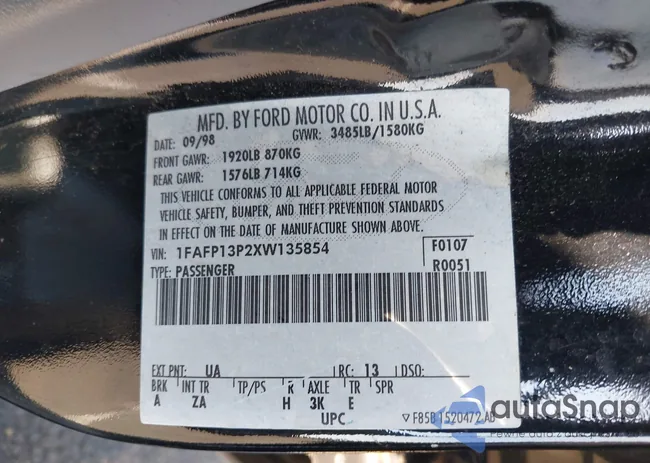 MFD. BY FORD MOTOR CO. IN U.S.A.
DATE: 09/98 GVWR: 3485LB/1580KG
FRONT GAWR: 1920LB 870KG
REAR GAWR: 1576LB 714KG
THIS VEHICLE CONFORMS TO ALL APPLICABLE FEDERAL MOTOR
VEHICLE SAFETY, BUMPER, AND THEFT PREVENTION STANDARDS
IN EFFECT ON THE DATE OF MANUFACTURE SHOWN ABOVE.
VIN: 1FAFP13P2XW135854 F0107
TYPE: PASSENGER R0051
EXT PNT: UA RC: 13 DSO:
BRK INT TR TP/PS R AXLE TR SPR
A ZA H 3K E
UPC
autaSnap